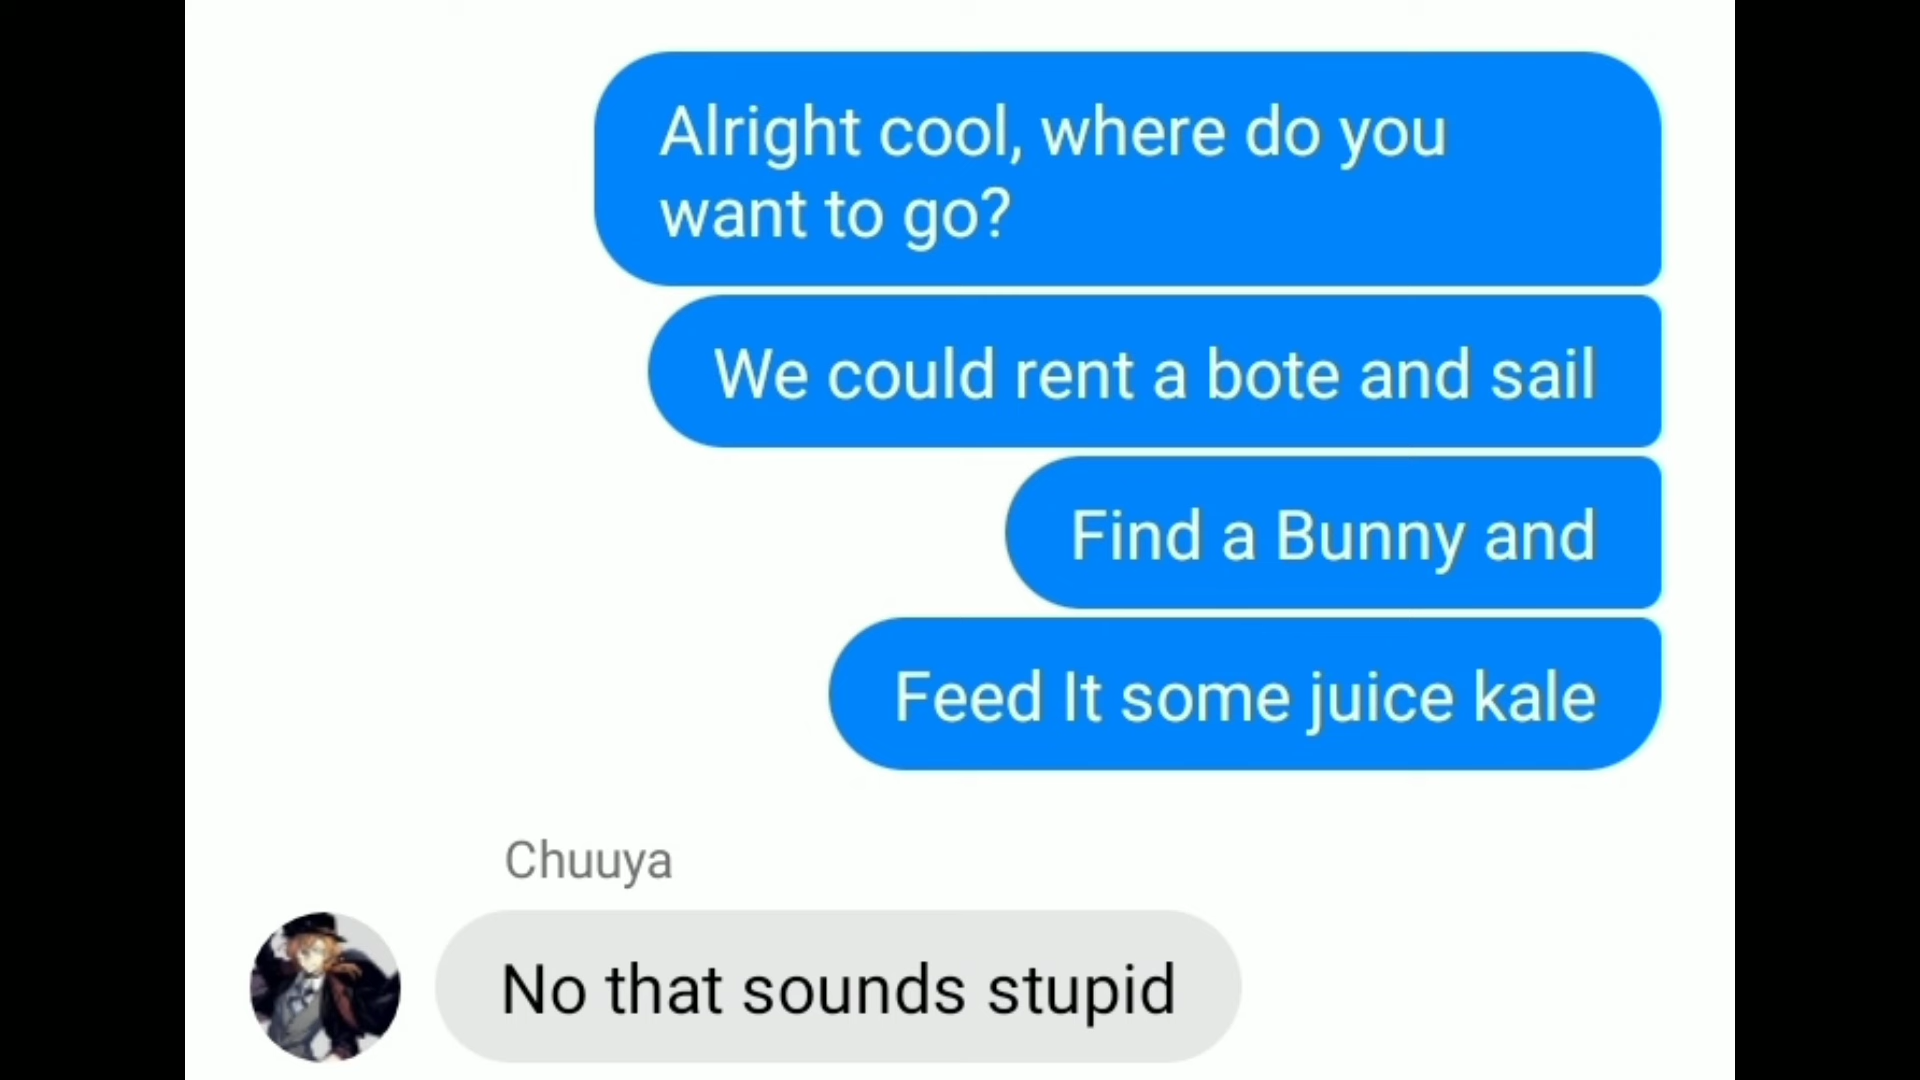 Alright cool, where do you
want to go?
We could rent a bote and sail
Find a Bunny and
Feed It some juice kale
Chuuya
No that sounds stupid